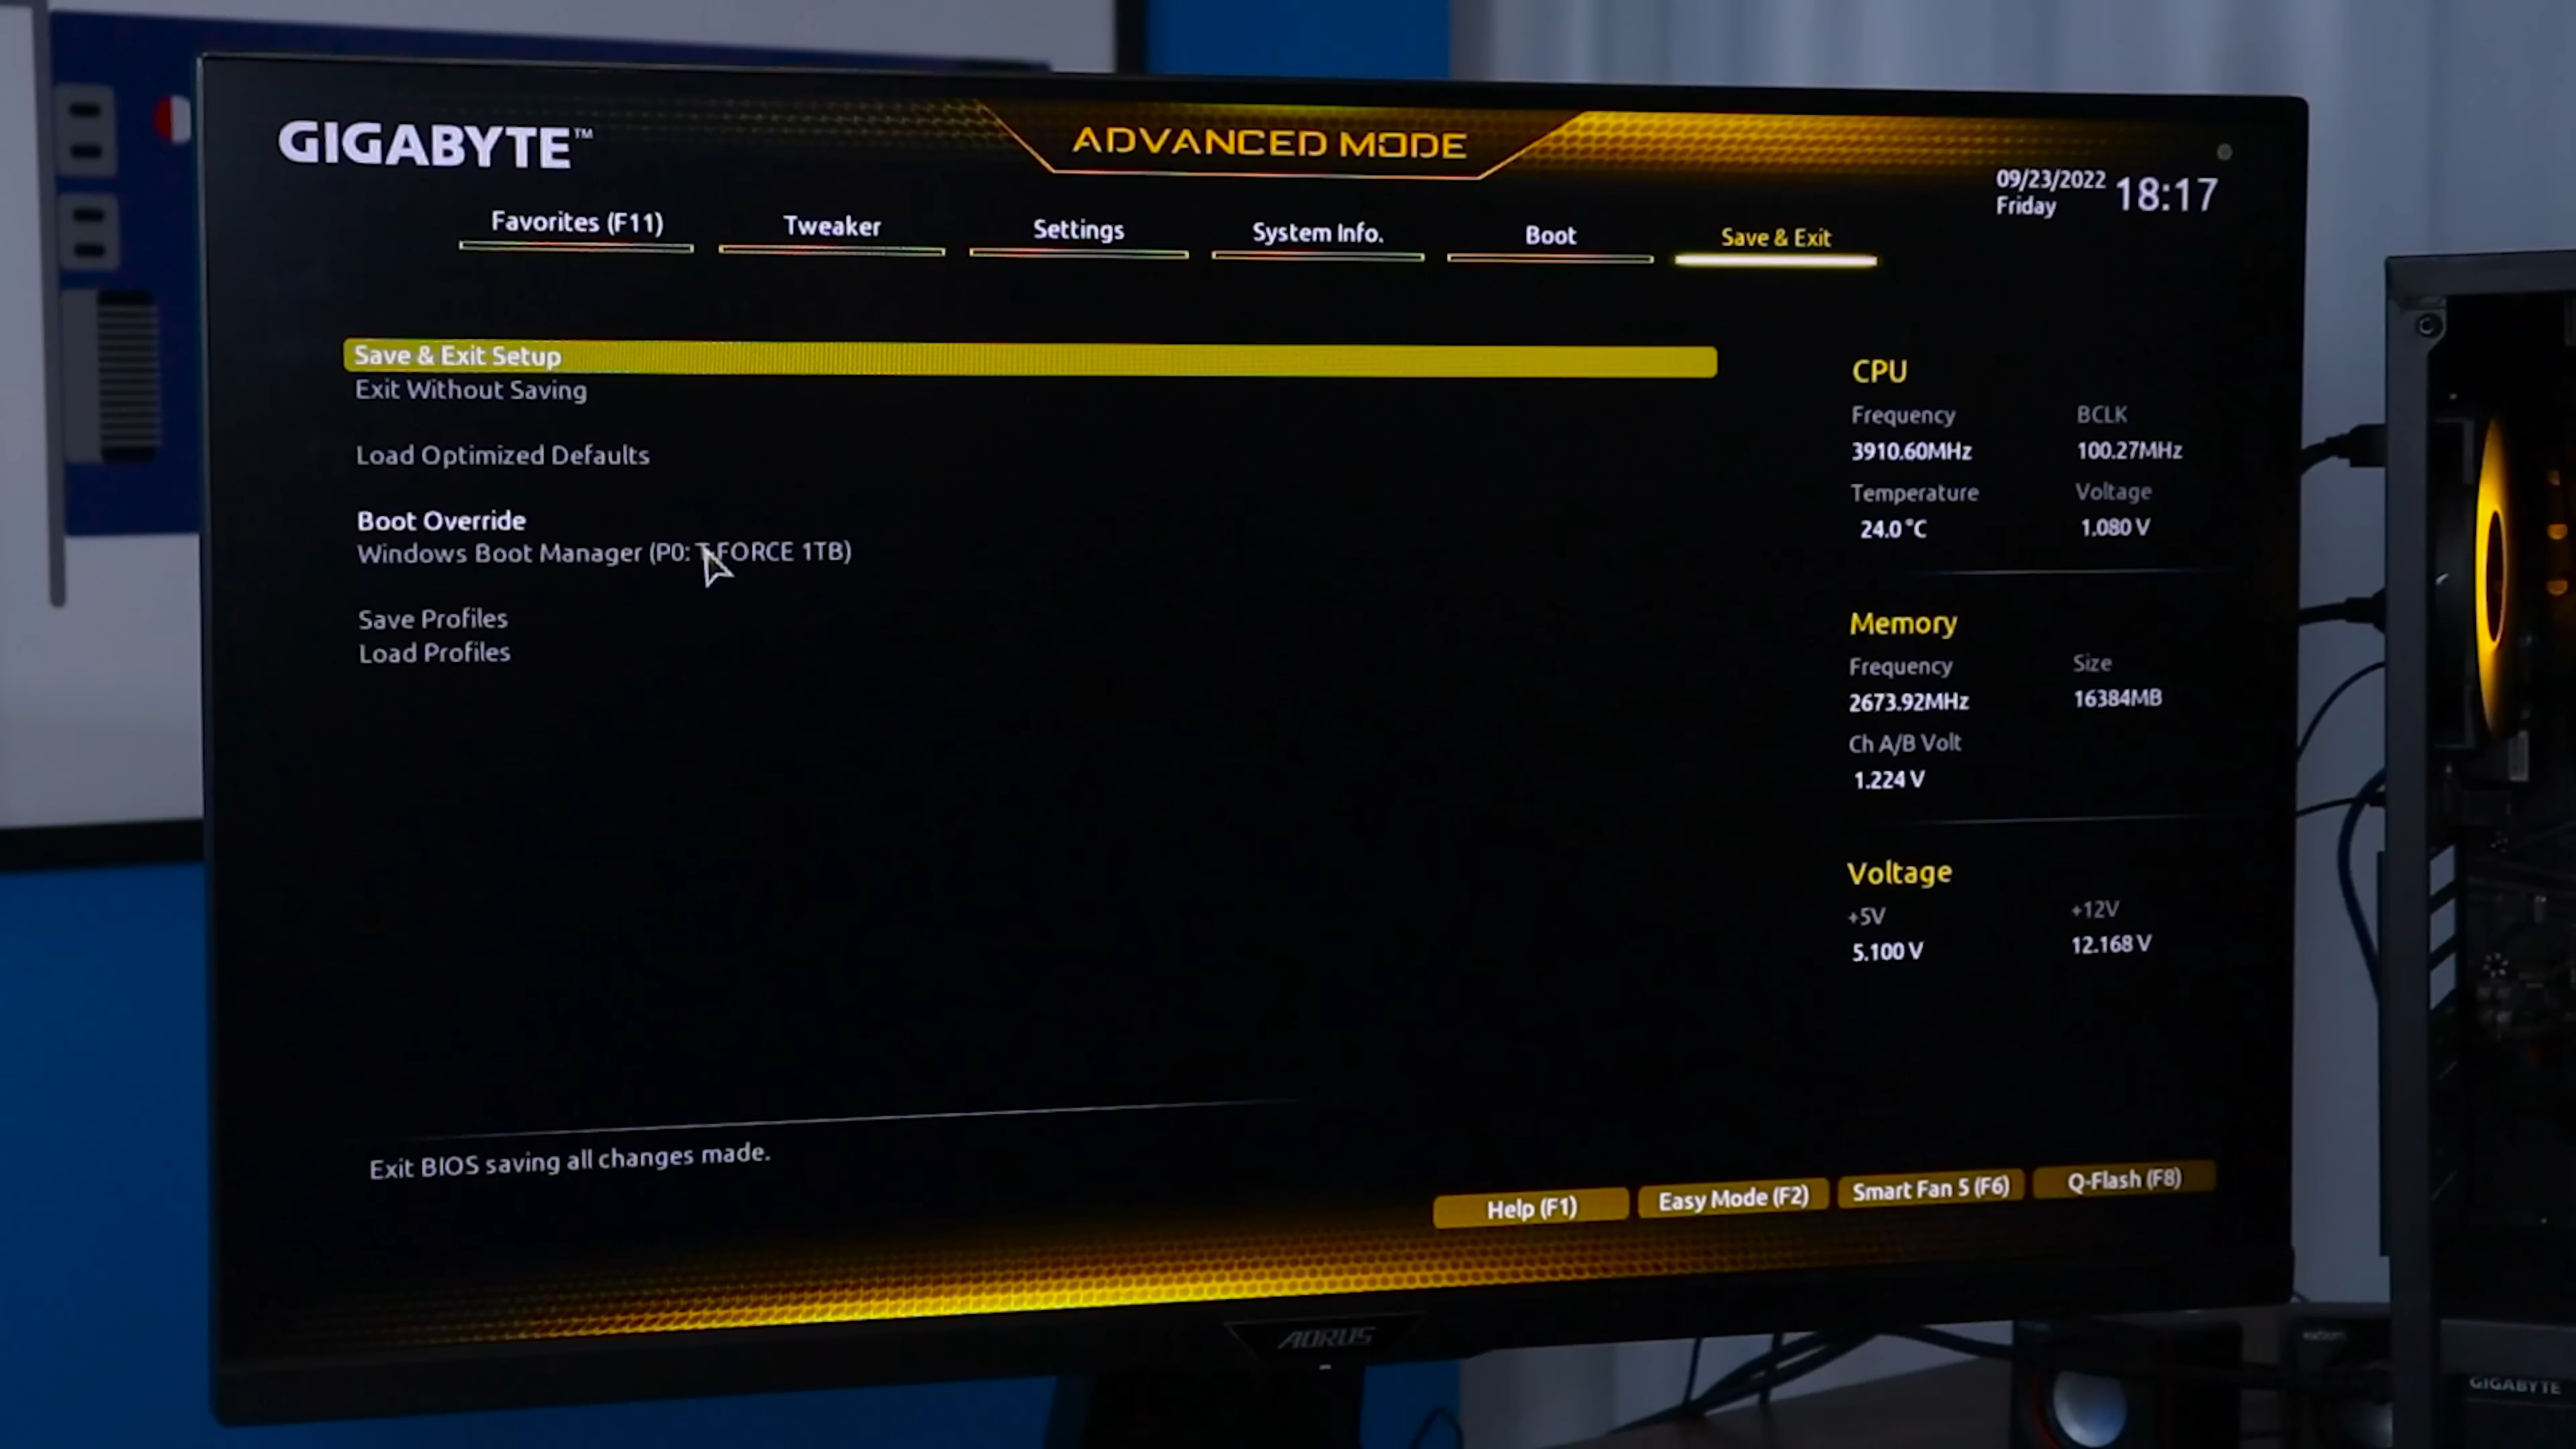 GIGABYTE™
ADVANCED MODE
09/23/2022
Friday
18:17
Favorites (F11) Tweaker Settings System Info. Boot Save & Exit
Save & Exit Setup
Exit Without Saving
Load Optimized Defaults
Boot Override
Windows Boot Manager (P0: T-FORCE 1TB)
Save Profiles
Load Profiles
CPU
Frequency BCLK
3910.60MHz 100.27MHz
Temperature Voltage
24.0 °C 1.080 V
Memory
Frequency Size
2673.92MHz 16384MB
Ch A/B Volt
1.224 V
Voltage
+5V +12V
5.100 V 12.168 V
Exit BIOS saving all changes made.
Help (F1) Easy Mode (F2) Smart Fan 5 (F6) Q-Flash (F8)
AORUS
GIGABYTE